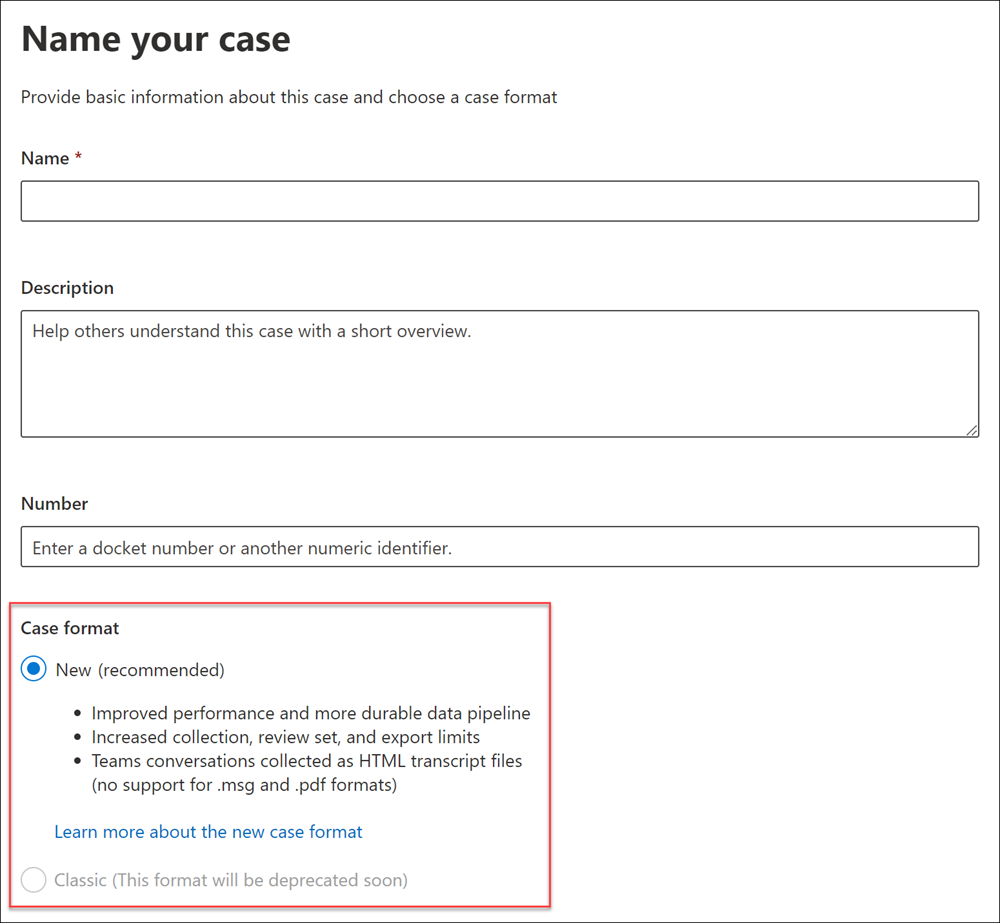 Name your case
Provide basic information about this case and choose a case format
Name *
Description
Help others understand this case with a short overview.
Number
Enter a docket number or another numeric identifier.
Case format
New (recommended)
• Improved performance and more durable data pipeline
• Increased collection, review set, and export limits
• Teams conversations collected as HTML transcript files
(no support for .msg and .pdf formats)
Learn more about the new case format
Classic (This format will be deprecated soon)